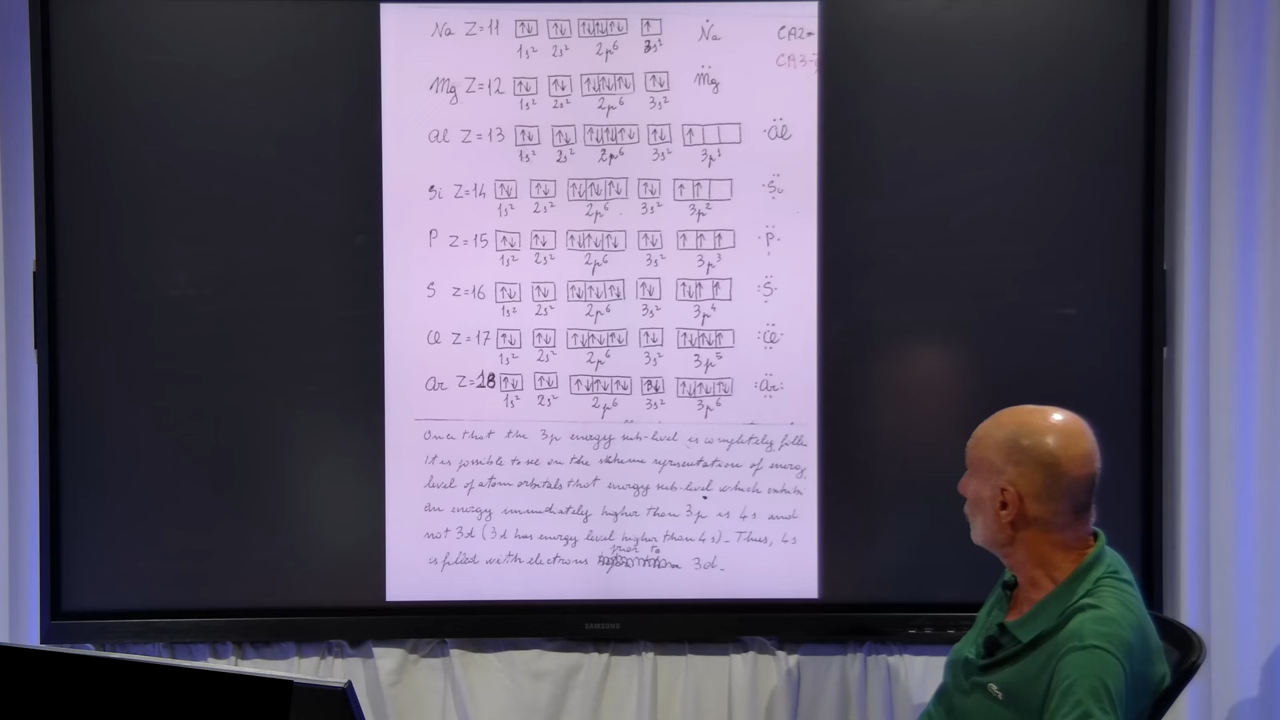 Na Z=11 ↑↓ ↑↓ ↑↓↑↓↑↓ ↑ Na
1s² 2s² 2p⁶ 3s¹
CA2-
CA3-
Mg Z=12 ↑↓ ↑↓ ↑↓↑↓↑↓ ↑↓ Mg
1s² 2s² 2p⁶ 3s²
Al Z=13 ↑↓ ↑↓ ↑↓↑↓↑↓ ↑↓ ↑ Al
1s² 2s² 2p⁶ 3s² 3p¹
Si Z=14 ↑↓ ↑↓ ↑↓↑↓↑↓ ↑↓ ↑ ↑ Si
1s² 2s² 2p⁶ 3s² 3p²
P Z=15 ↑↓ ↑↓ ↑↓↑↓↑↓ ↑↓ ↑ ↑ ↑ P
1s² 2s² 2p⁶ 3s² 3p³
S Z=16 ↑↓ ↑↓ ↑↓↑↓↑↓ ↑↓ ↑↓ ↑ ↑ S
1s² 2s² 2p⁶ 3s² 3p⁴
Cl Z=17 ↑↓ ↑↓ ↑↓↑↓↑↓ ↑↓ ↑↓↑↓↑ Cl
1s² 2s² 2p⁶ 3s² 3p⁵
Ar Z=18 ↑↓ ↑↓ ↑↓↑↓↑↓ ↑↓ ↑↓↑↓↑↓ Ar
1s² 2s² 2p⁶ 3s² 3p⁶
Once that the 3p energy sub-level is completely fille
It is possible to see on the scheme representation of energy
level of atom orbitals that energy sub-level which exhibi
an energy immediately higher than 3p is 4s and
not 3d (3d has energy level higher than 4s). Thus, 4s
is filled with electrons prior to 3d.
SAMSUNG